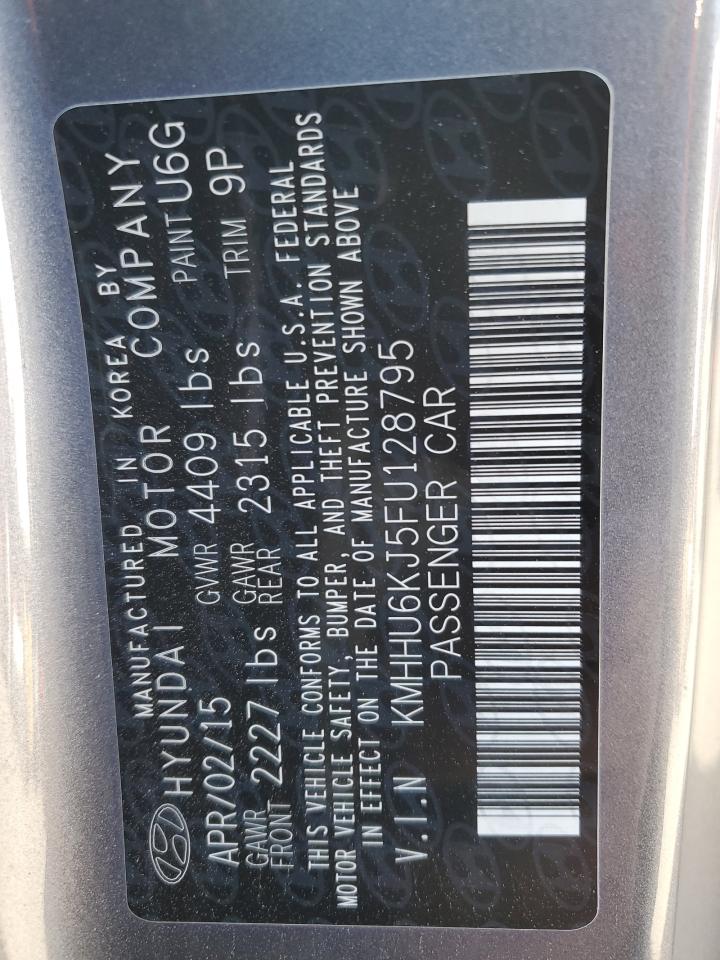 MANUFACTURED IN KOREA BY
HYUNDAI MOTOR COMPANY
APR/02/15 GVWR 4409 lbs PAINT U6G
GAWR FRONT 2227 lbs GAWR REAR 2315 lbs TRIM 9P
THIS VEHICLE CONFORMS TO ALL APPLICABLE U.S.A. FEDERAL
MOTOR VEHICLE SAFETY, BUMPER, AND THEFT PREVENTION STANDARDS
IN EFFECT ON THE DATE OF MANUFACTURE SHOWN ABOVE
V.I.N KMHHU6KJ5FU128795
PASSENGER CAR